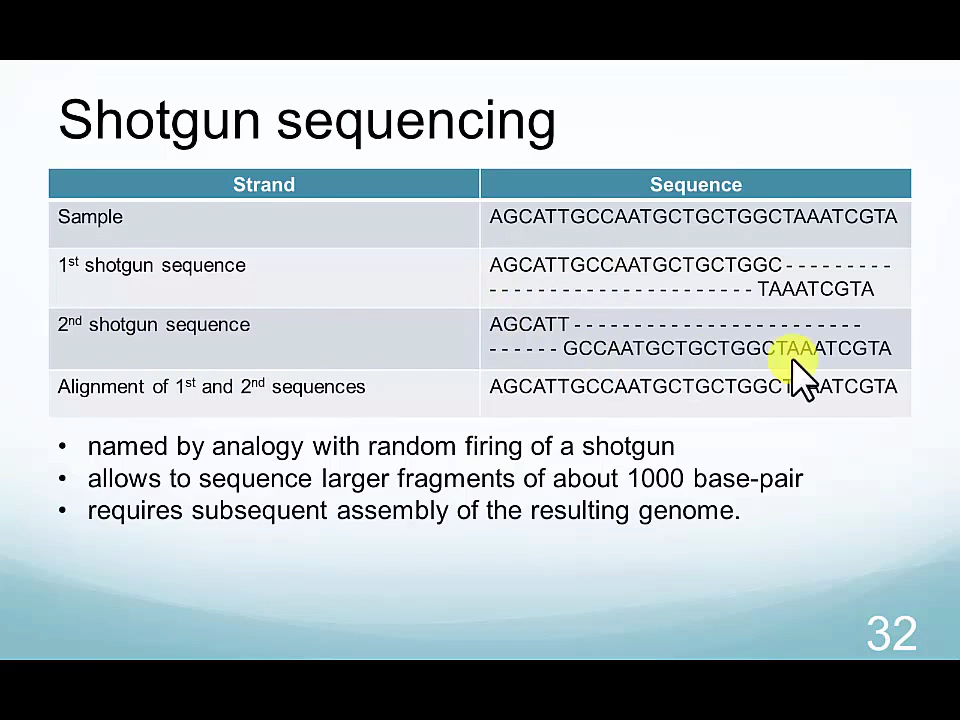 Shotgun sequencing
Strand Sequence
Sample AGCATTGCCAATGCTGCTGGCTAAATCGTA
1st shotgun sequence AGCATTGCCAATGCTGCTGGC---------
----------------------TAAATCGTA
2nd shotgun sequence AGCATT------------------------
------GCCAATGCTGCTGGCTAAATCGTA
Alignment of 1st and 2nd sequences
• named by analogy with random firing of a shotgun
• allows to sequence larger fragments of about 1000 base-pair
• requires subsequent assembly of the resulting genome.
32